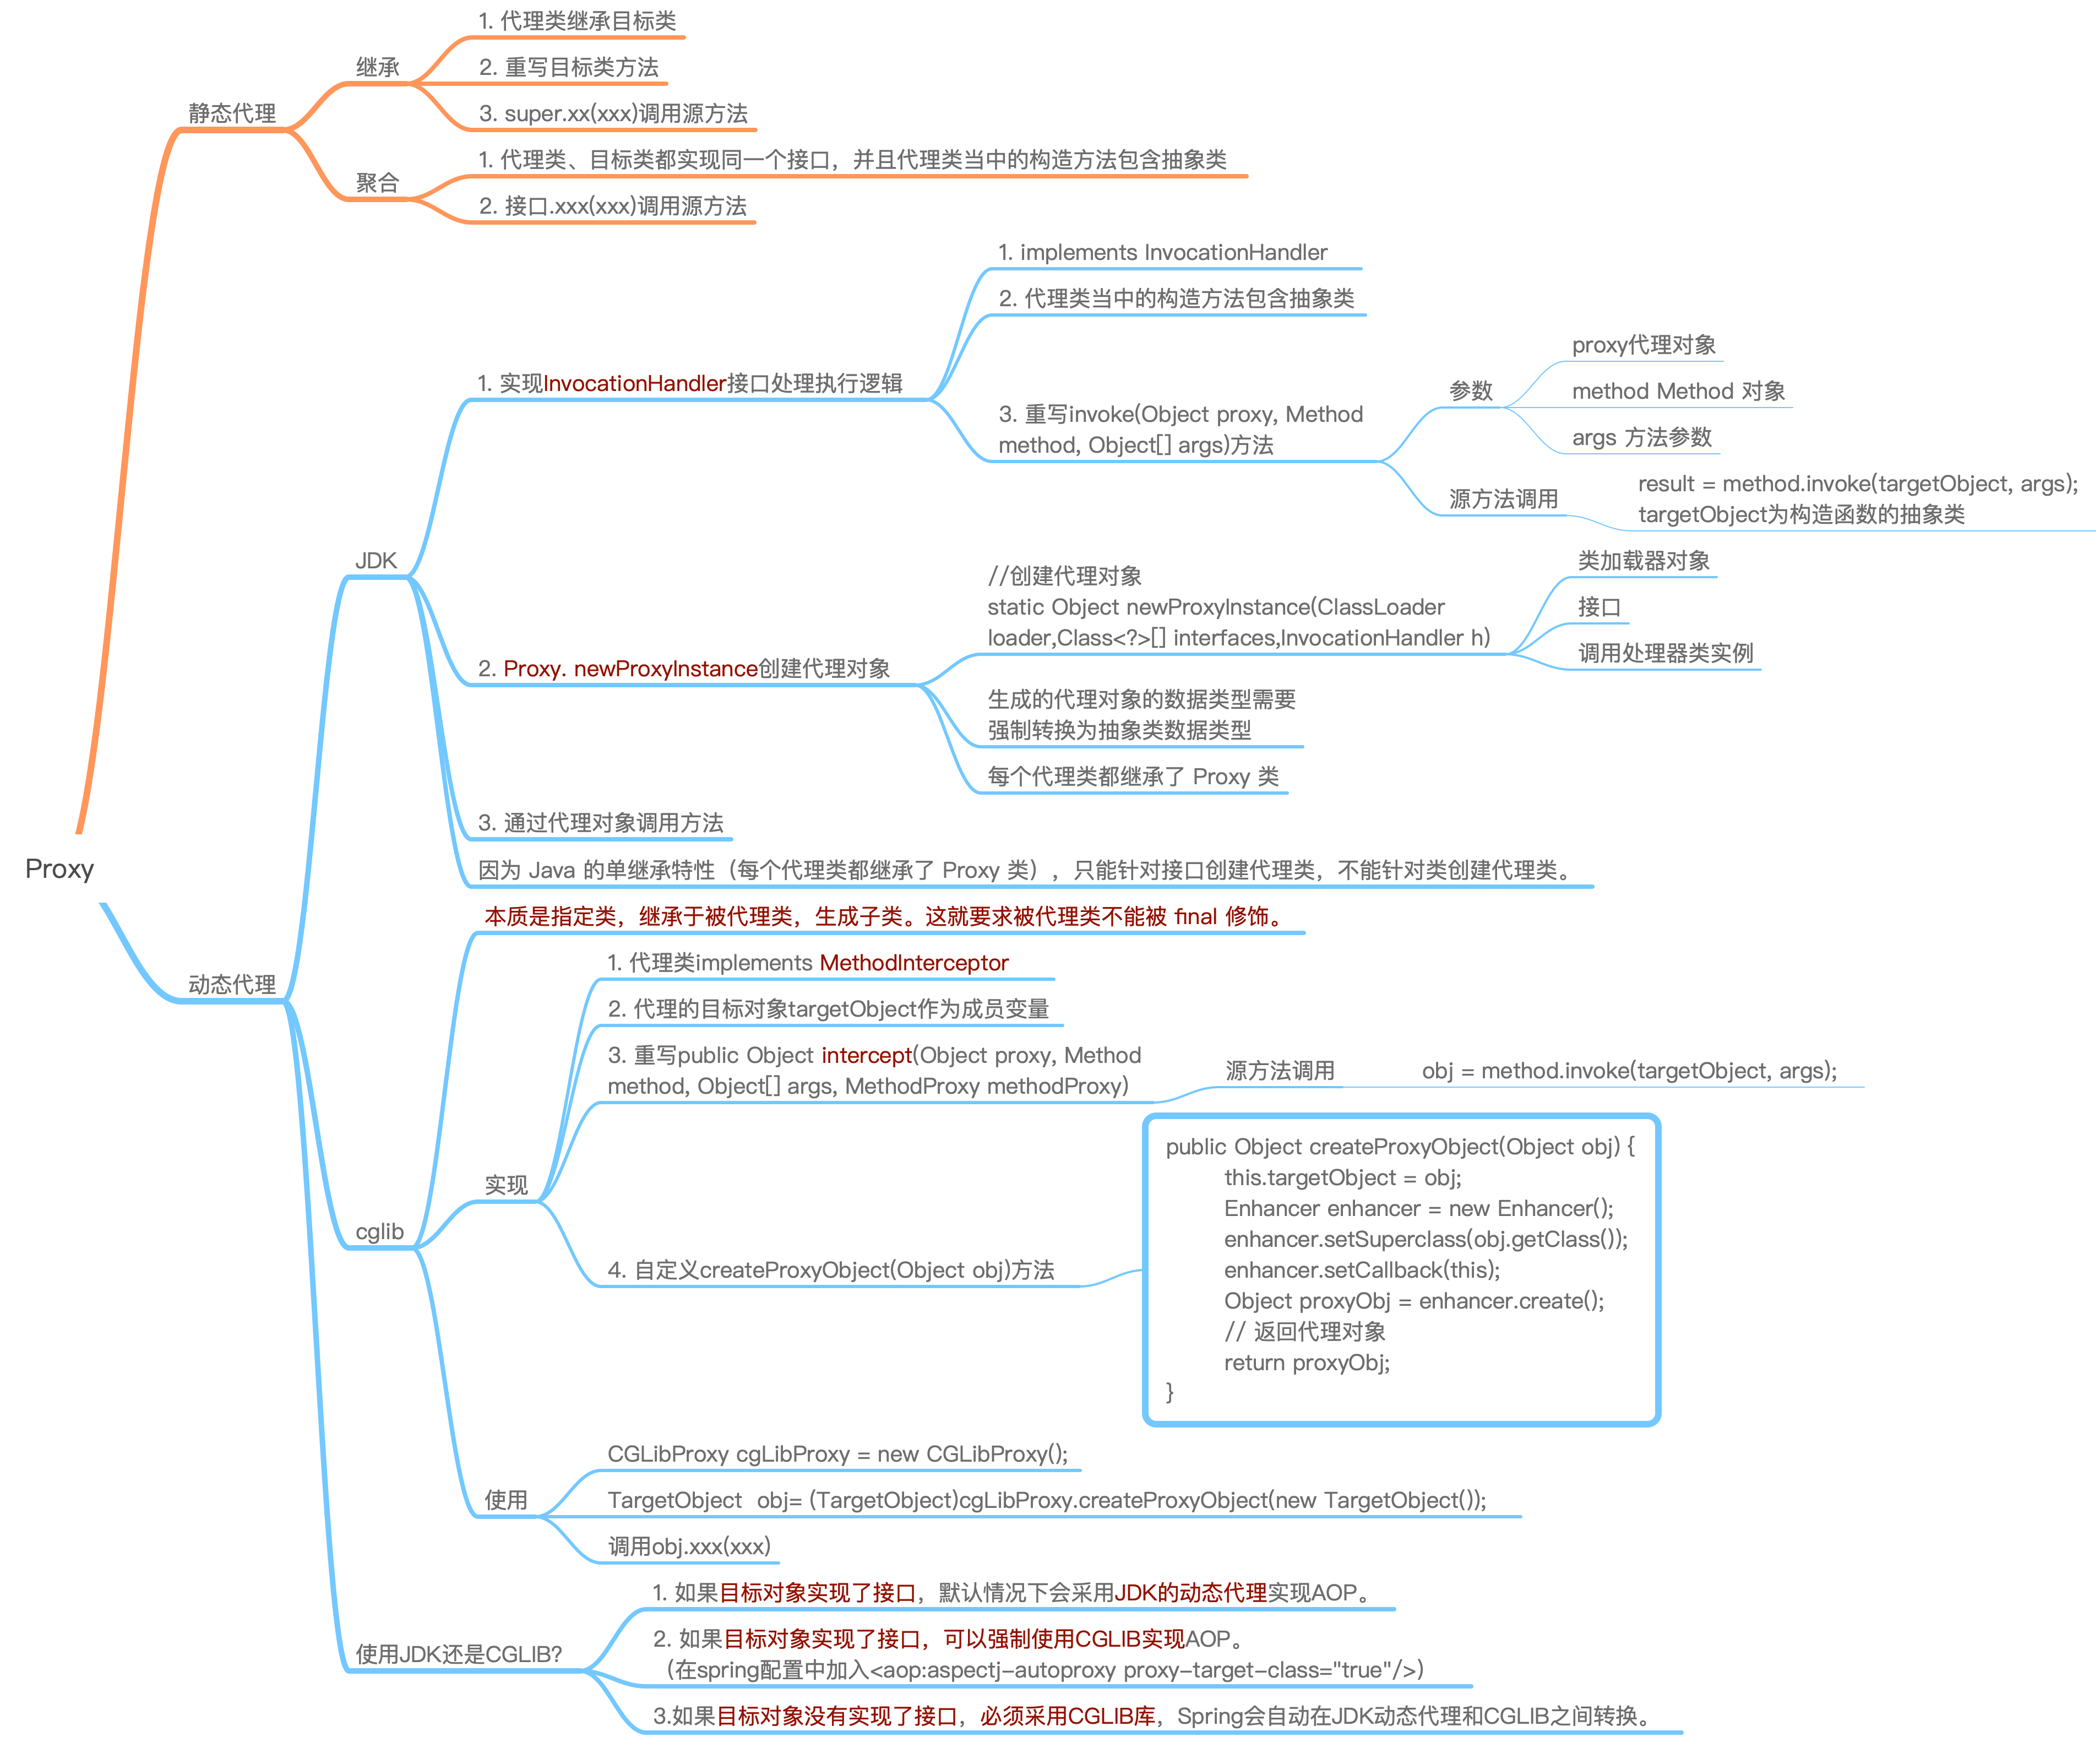 Proxy
静态代理
继承
1. 代理类继承目标类
2. 重写目标类方法
3. super.xx(xxx)调用源方法
聚合
1. 代理类、目标类都实现同一个接口，并且代理类当中的构造方法包含抽象类
2. 接口.xxx(xxx)调用源方法
动态代理
JDK
1. 实现InvocationHandler接口处理执行逻辑
1. implements InvocationHandler
2. 代理类当中的构造方法包含抽象类
3. 重写invoke(Object proxy, Method
method, Object[] args)方法
参数
proxy代理对象
method Method 对象
args 方法参数
源方法调用
result = method.invoke(targetObject, args);
targetObject为构造函数的抽象类
2. Proxy. newProxyInstance创建代理对象
//创建代理对象
static Object newProxyInstance(ClassLoader
loader,Class<?>[] interfaces,InvocationHandler h)
类加载器对象
接口
调用处理器类实例
生成的代理对象的数据类型需要
强制转换为抽象类数据类型
每个代理类都继承了 Proxy 类
3. 通过代理对象调用方法
因为 Java 的单继承特性（每个代理类都继承了 Proxy 类），只能针对接口创建代理类，不能针对类创建代理类。
cglib
本质是指定类，继承于被代理类，生成子类。这就要求被代理类不能被 final 修饰。
实现
1. 代理类implements MethodInterceptor
2. 代理的目标对象targetObject作为成员变量
3. 重写public Object intercept(Object proxy, Method
method, Object[] args, MethodProxy methodProxy)
源方法调用
obj = method.invoke(targetObject, args);
4. 自定义createProxyObject(Object obj)方法
public Object createProxyObject(Object obj) {
this.targetObject = obj;
Enhancer enhancer = new Enhancer();
enhancer.setSuperclass(obj.getClass());
enhancer.setCallback(this);
Object proxyObj = enhancer.create();
// 返回代理对象
return proxyObj;
}
使用
CGLibProxy cgLibProxy = new CGLibProxy();
TargetObject  obj= (TargetObject)cgLibProxy.createProxyObject(new TargetObject());
调用obj.xxx(xxx)
使用JDK还是CGLIB?
1. 如果目标对象实现了接口，默认情况下会采用JDK的动态代理实现AOP。
2. 如果目标对象实现了接口，可以强制使用CGLIB实现AOP。
（在spring配置中加入<aop:aspectj-autoproxy proxy-target-class="true"/>）
3.如果目标对象没有实现了接口，必须采用CGLIB库，Spring会自动在JDK动态代理和CGLIB之间转换。